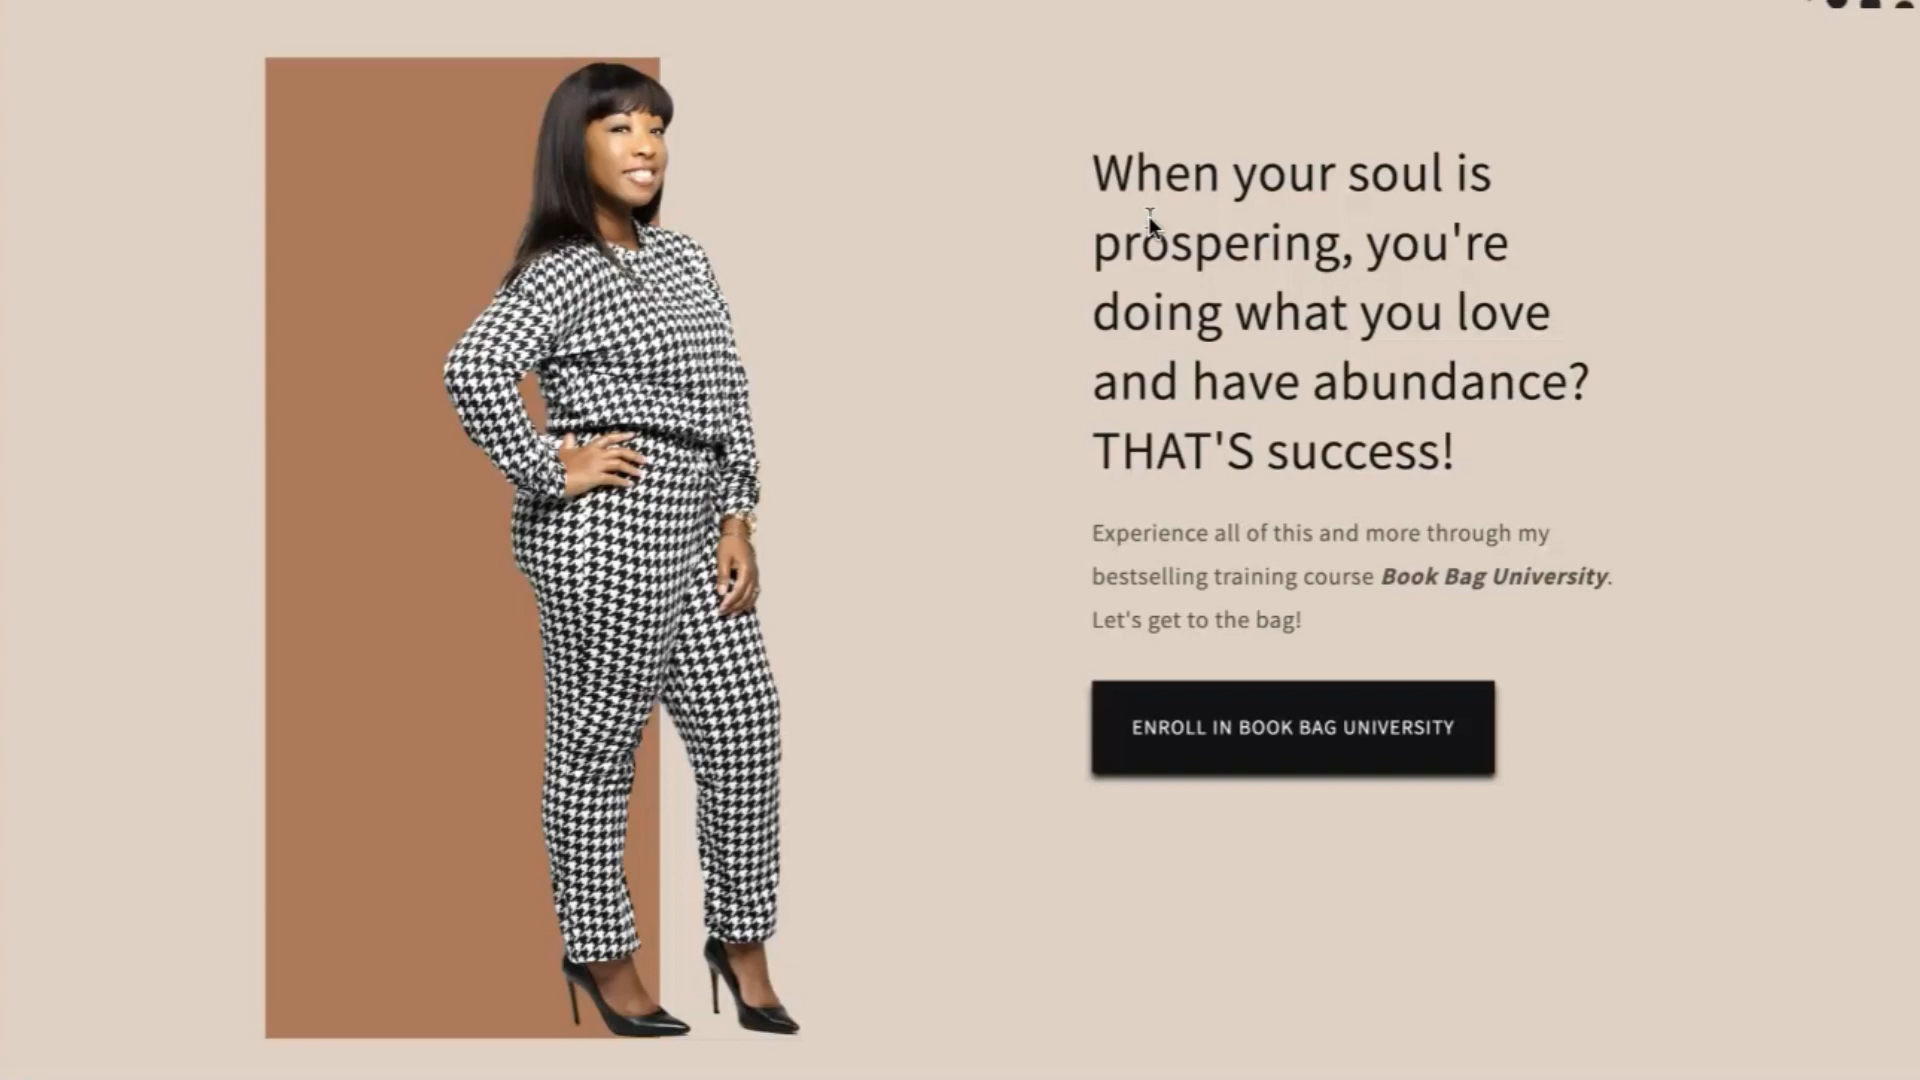 When your soul is
prospering, you're
doing what you love
and have abundance?
THAT'S success!
Experience all of this and more through my
bestselling training course Book Bag University.
Let's get to the bag!
ENROLL IN BOOK BAG UNIVERSITY